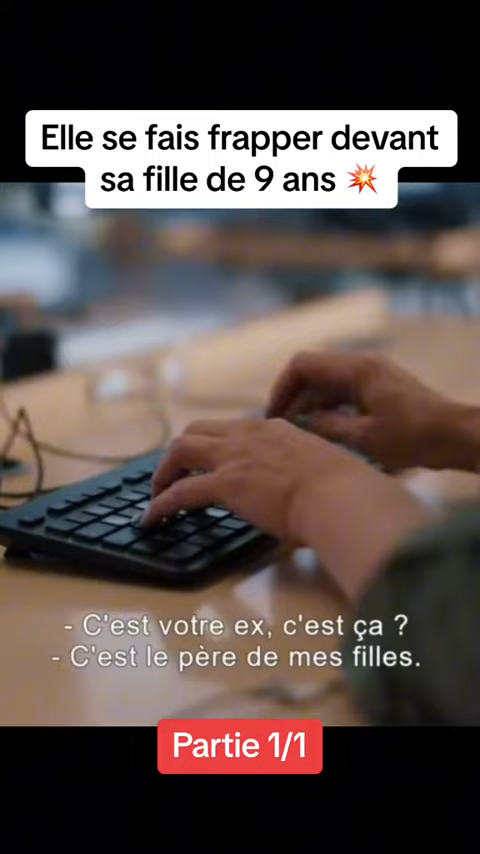 Elle se fais frapper devant
sa fille de 9 ans 💥
- C'est votre ex, c'est ça ?
- C'est le père de mes filles.
Partie 1/1